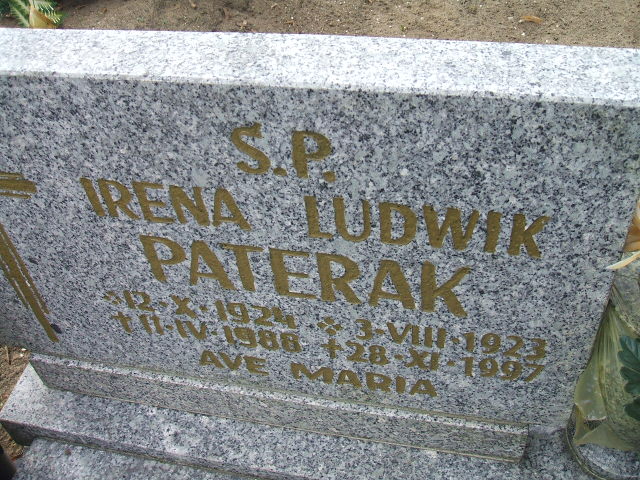 S.P.
IRENA LUDWIK
PATERAK
*12·X·1924 * 3·VIII·1923
†11·IV·1988 †28·XI·1997
AVE MARIA